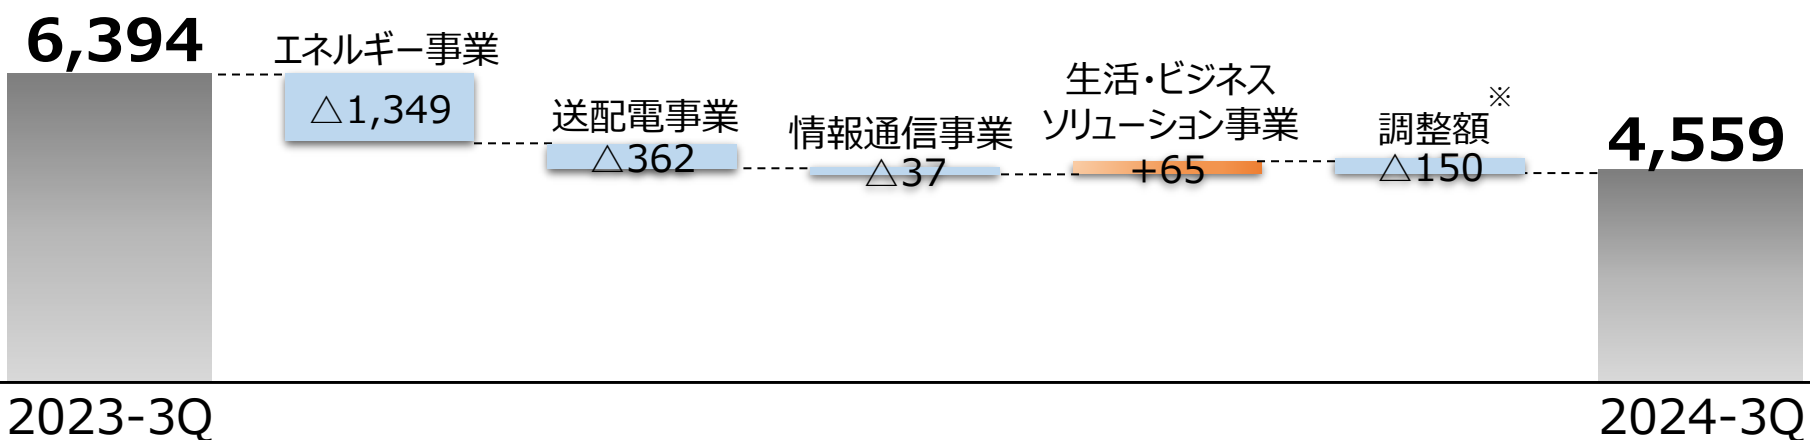 6,394
エネルギー事業
△1,349
送配電事業
△362
情報通信事業
△37
生活・ビジネス
ソリューション事業
+65
調整額※
△150
4,559
2023-3Q
2024-3Q